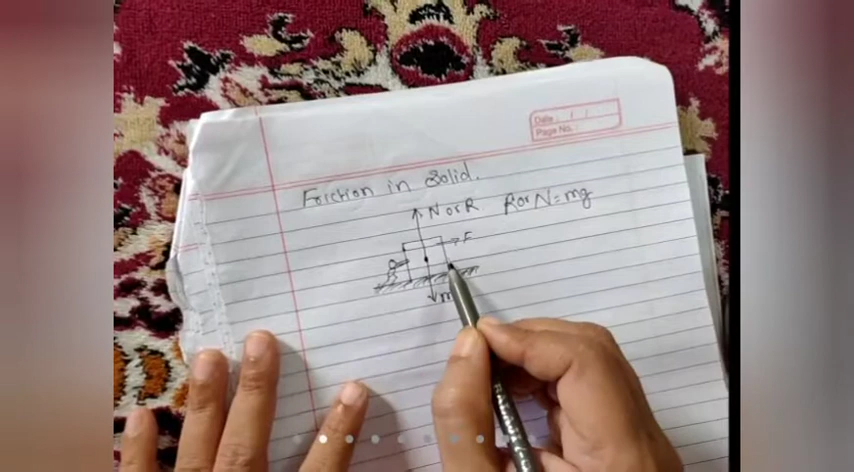 Date : / /
Page No. :
Friction in Solid.
N or R
R or N = mg
F
m